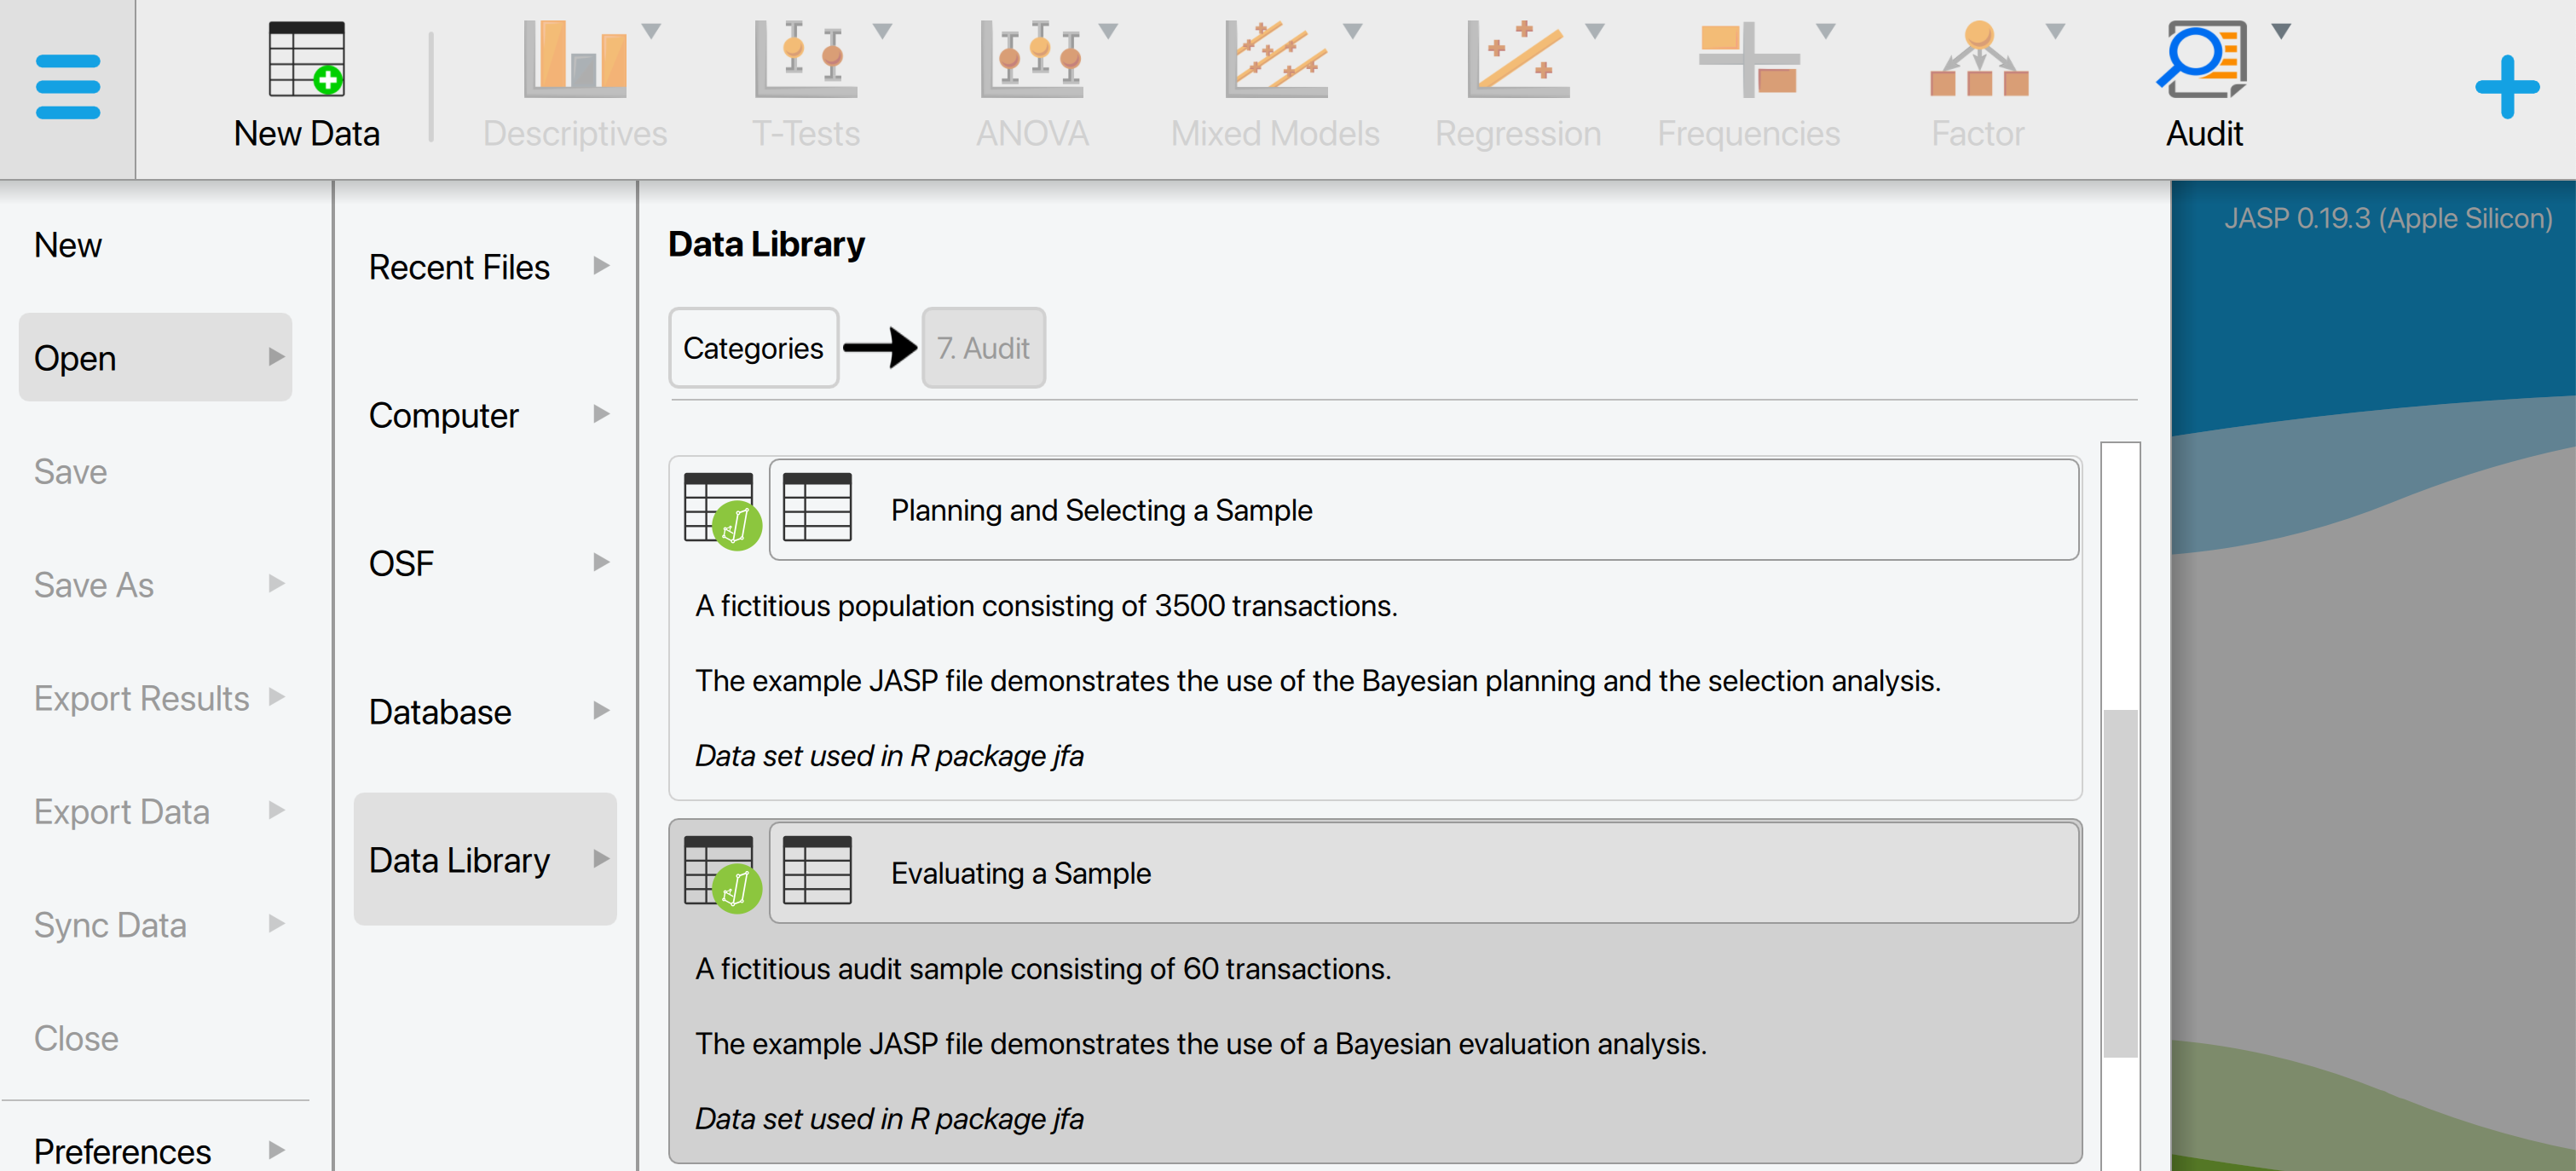 New Data
Descriptives
T-Tests
ANOVA
Mixed Models
Regression
Frequencies
Factor
Audit
New
Open
Save
Save As
Export Results
Export Data
Sync Data
Close
Preferences
Recent Files
Computer
OSF
Database
Data Library
Data Library
Categories
7. Audit
Planning and Selecting a Sample
A fictitious population consisting of 3500 transactions.
The example JASP file demonstrates the use of the Bayesian planning and the selection analysis.
Data set used in R package jfa
Evaluating a Sample
A fictitious audit sample consisting of 60 transactions.
The example JASP file demonstrates the use of a Bayesian evaluation analysis.
Data set used in R package jfa
JASP 0.19.3 (Apple Silicon)